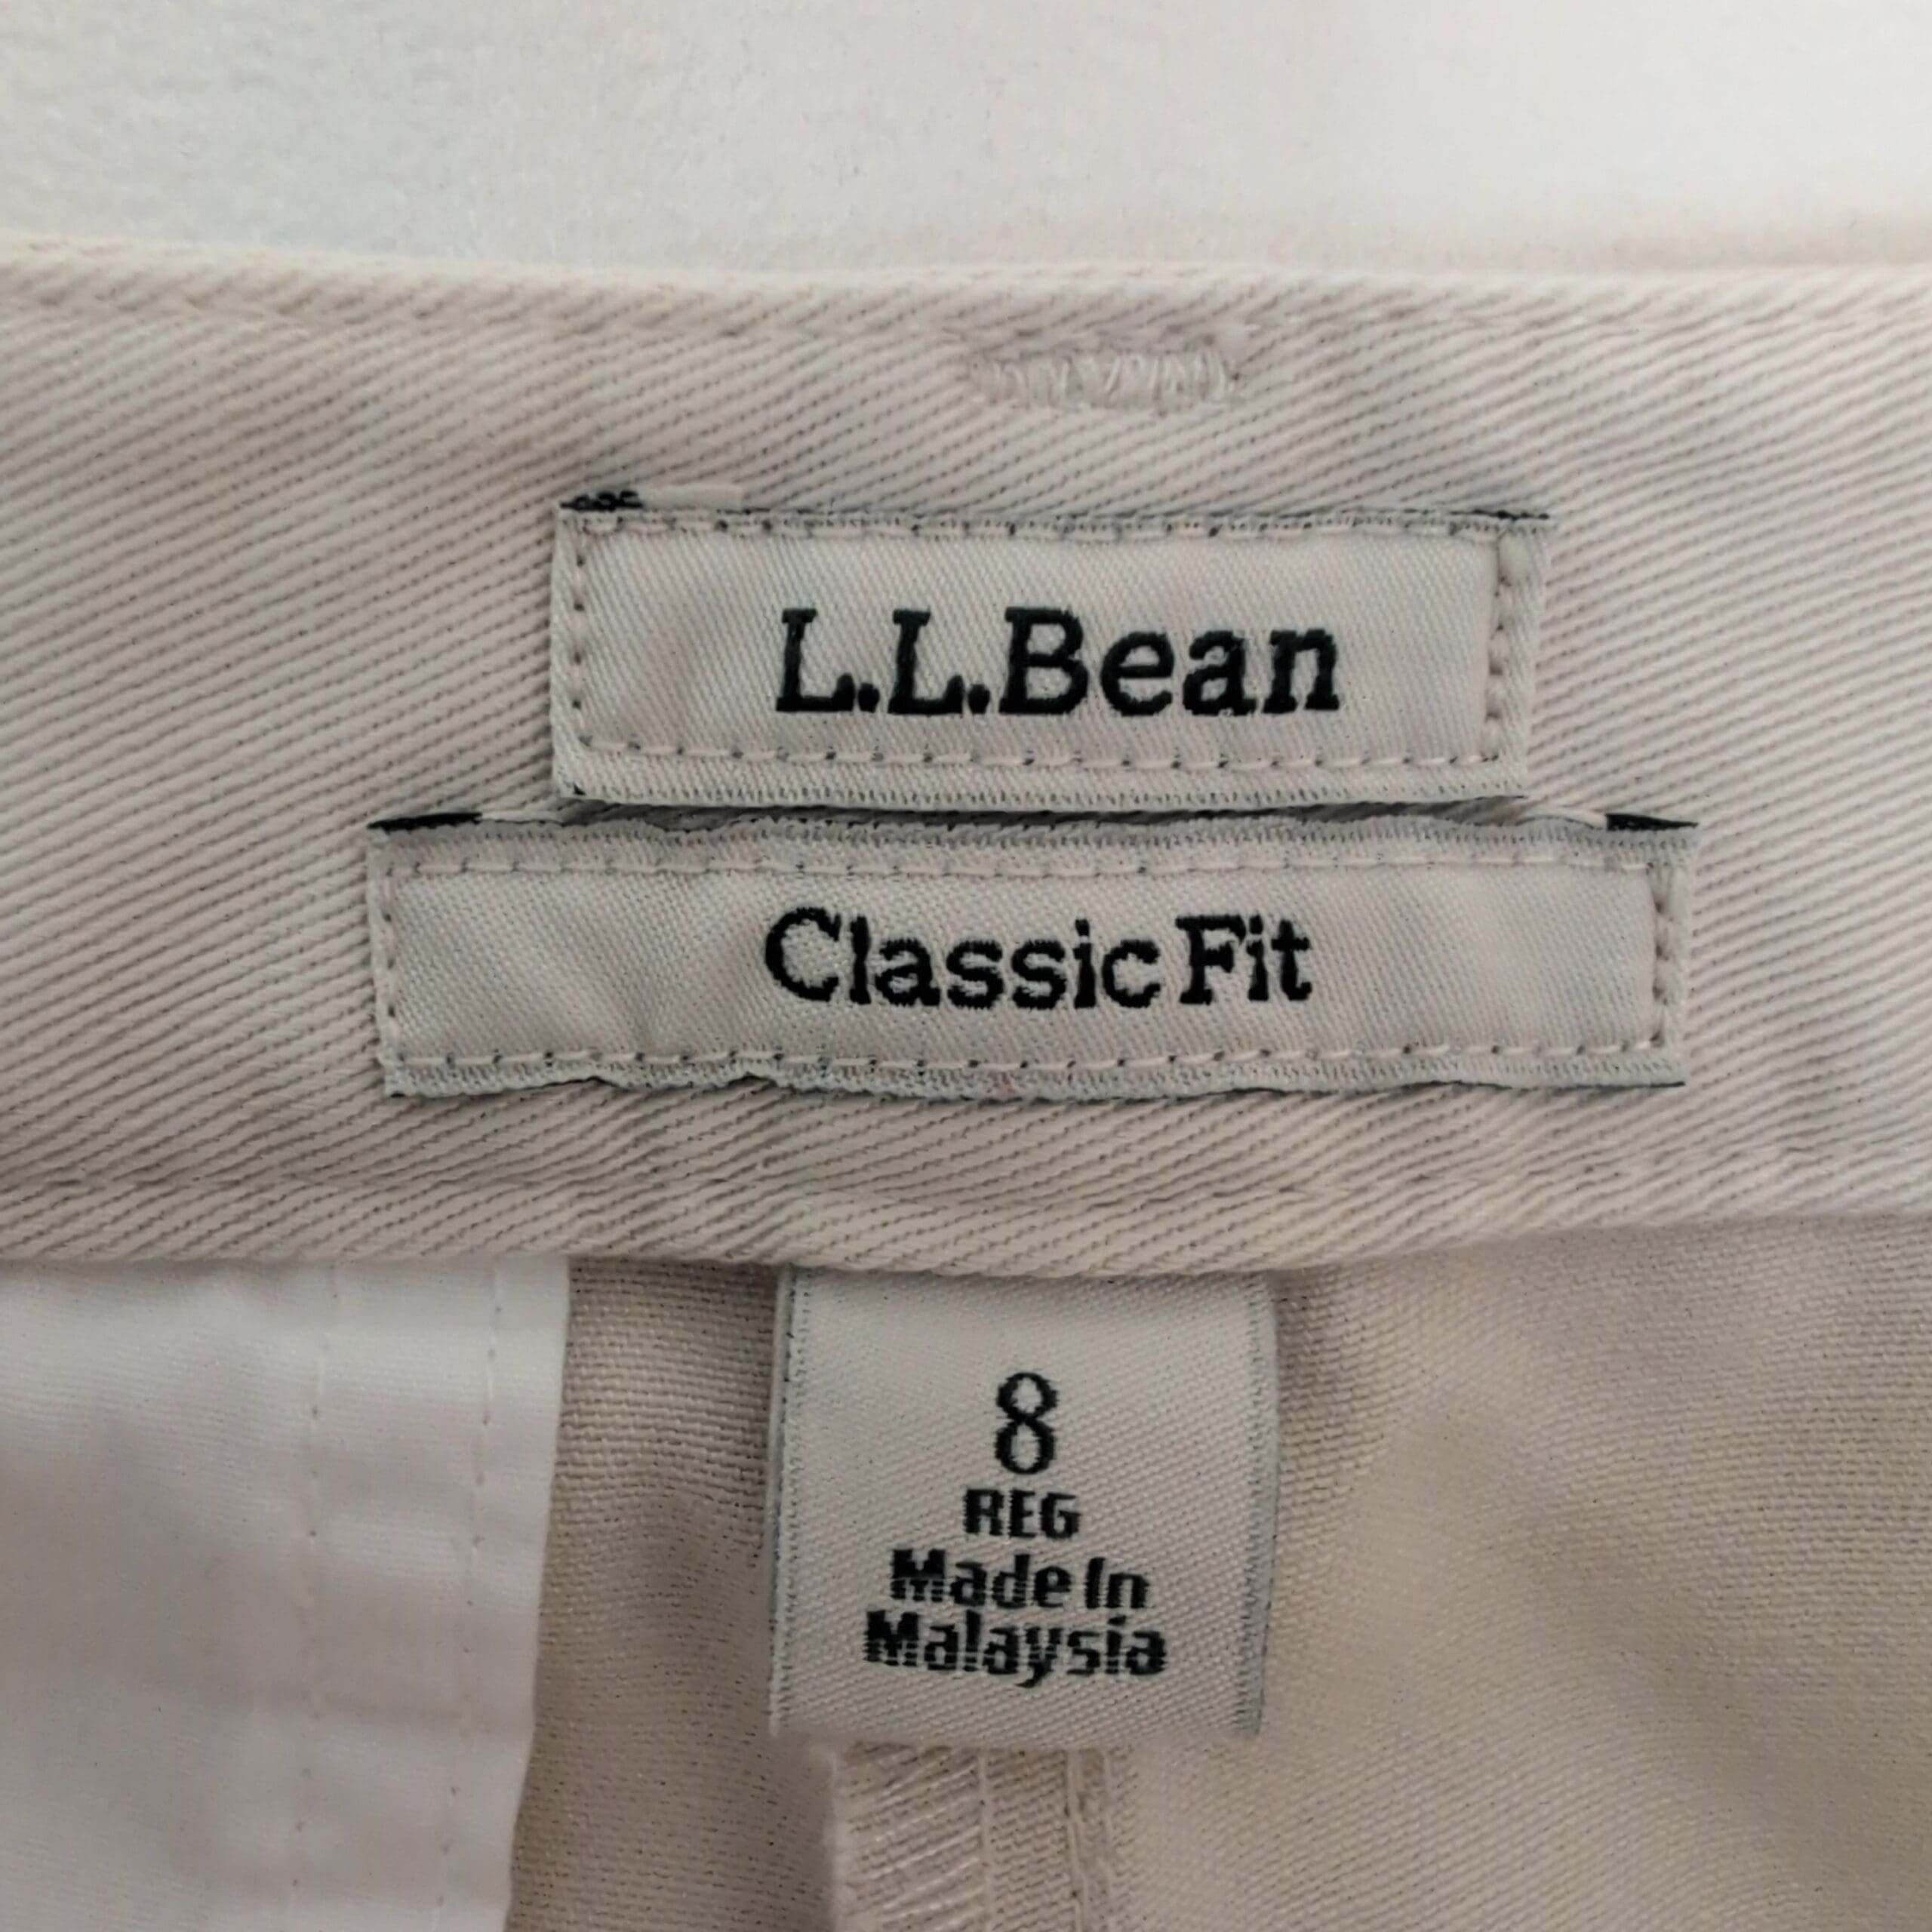 L.L.Bean
Classic Fit
8
REG
Made In
Malaysia